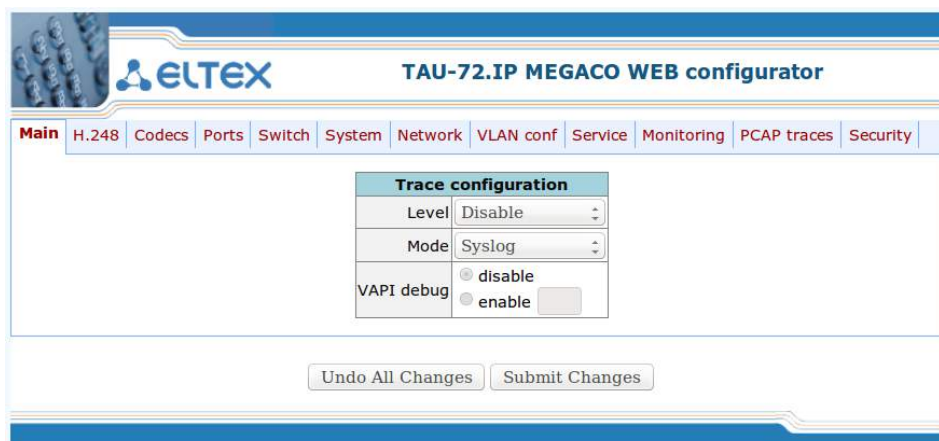 ELTEX
TAU-72.IP MEGACO WEB configurator
Main H.248 Codecs Ports Switch System Network VLAN conf Service Monitoring PCAP traces Security
Trace configuration
Level Disable
Mode Syslog
VAPI debug disable
enable
Undo All Changes Submit Changes